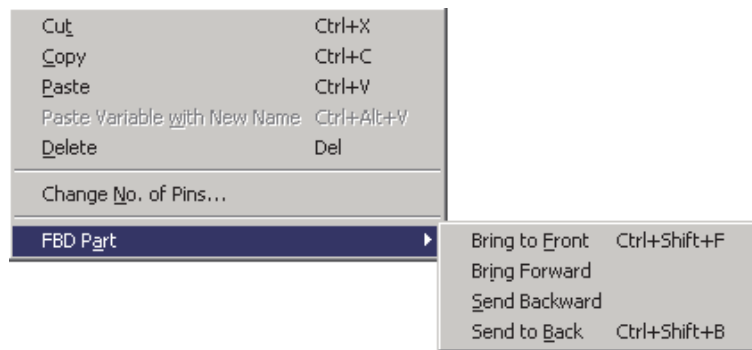 Cut Ctrl+X
Copy Ctrl+C
Paste Ctrl+V
Paste Variable with New Name Ctrl+Alt+V
Delete Del
Change No. of Pins...
FBD Part
Bring to Front Ctrl+Shift+F
Bring Forward
Send Backward
Send to Back Ctrl+Shift+B